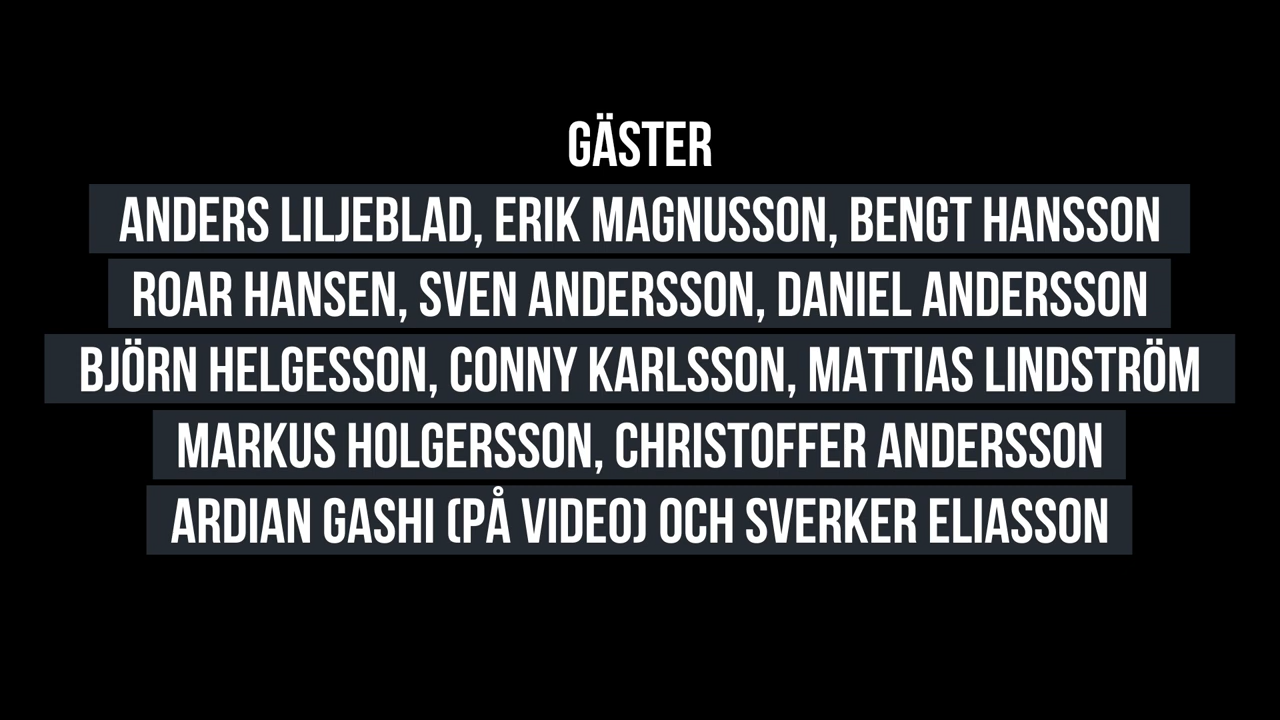 GÄSTER
ANDERS LILJEBLAD, ERIK MAGNUSSON, BENGT HANSSON
ROAR HANSEN, SVEN ANDERSSON, DANIEL ANDERSSON
BJÖRN HELGESSON, CONNY KARLSSON, MATTIAS LINDSTRÖM
MARKUS HOLGERSSON, CHRISTOFFER ANDERSSON
ARDIAN GASHI (PÅ VIDEO) OCH SVERKER ELIASSON